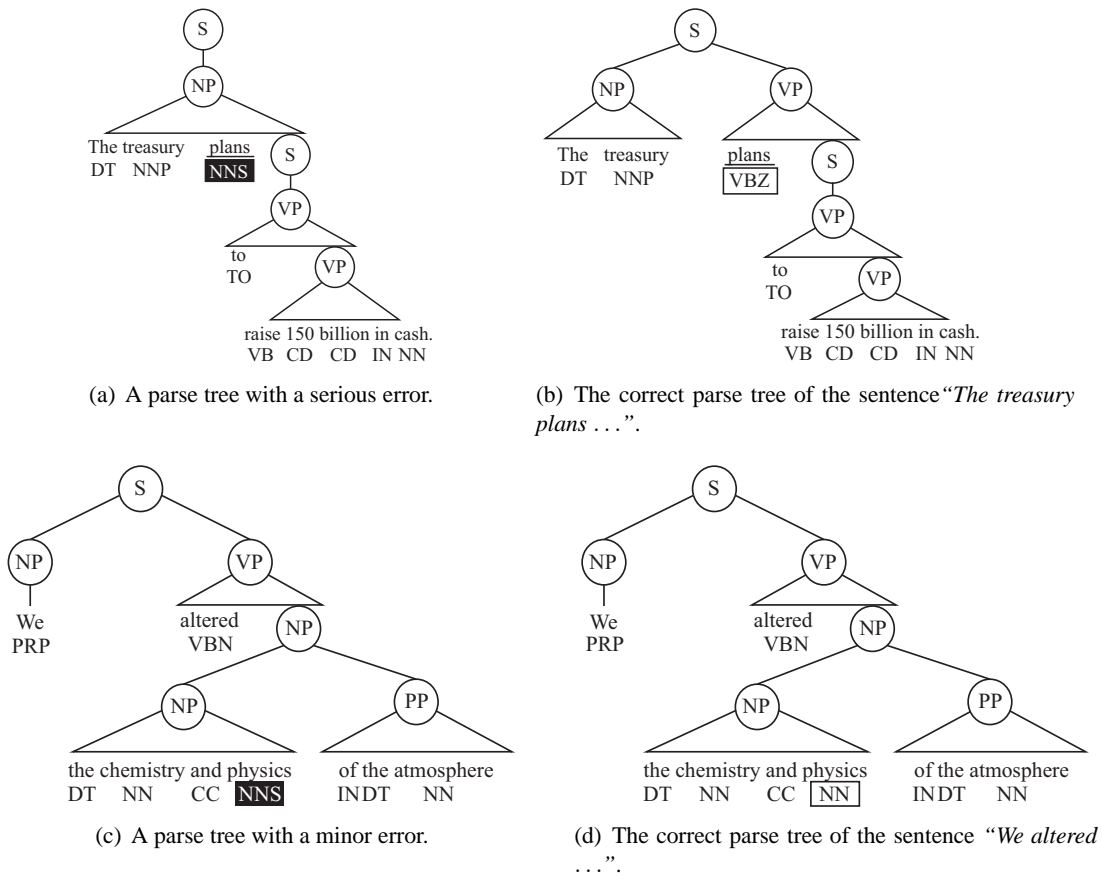 S
NP
The treasury plans
DT NNP NNS S
VP
to
TO VP
raise 150 billion in cash.
VB CD CD IN NN
(a) A parse tree with a serious error.
S
NP VP
The treasury plans
DT NNP VBZ S
VP
to
TO VP
raise 150 billion in cash.
VB CD CD IN NN
(b) The correct parse tree of the sentence“The treasury
plans . . .”.
S
NP VP
We altered
PRP VBN NP
NP PP
the chemistry and physics of the atmosphere
DT NN CC NNS IN DT NN
(c) A parse tree with a minor error.
S
NP VP
We altered
PRP VBN NP
NP PP
the chemistry and physics of the atmosphere
DT NN CC NN IN DT NN
(d) The correct parse tree of the sentence “We altered
. . .”.